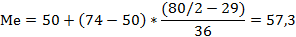 Me = 50 + (74 − 50) * (80/2 − 29)/36 = 57,3